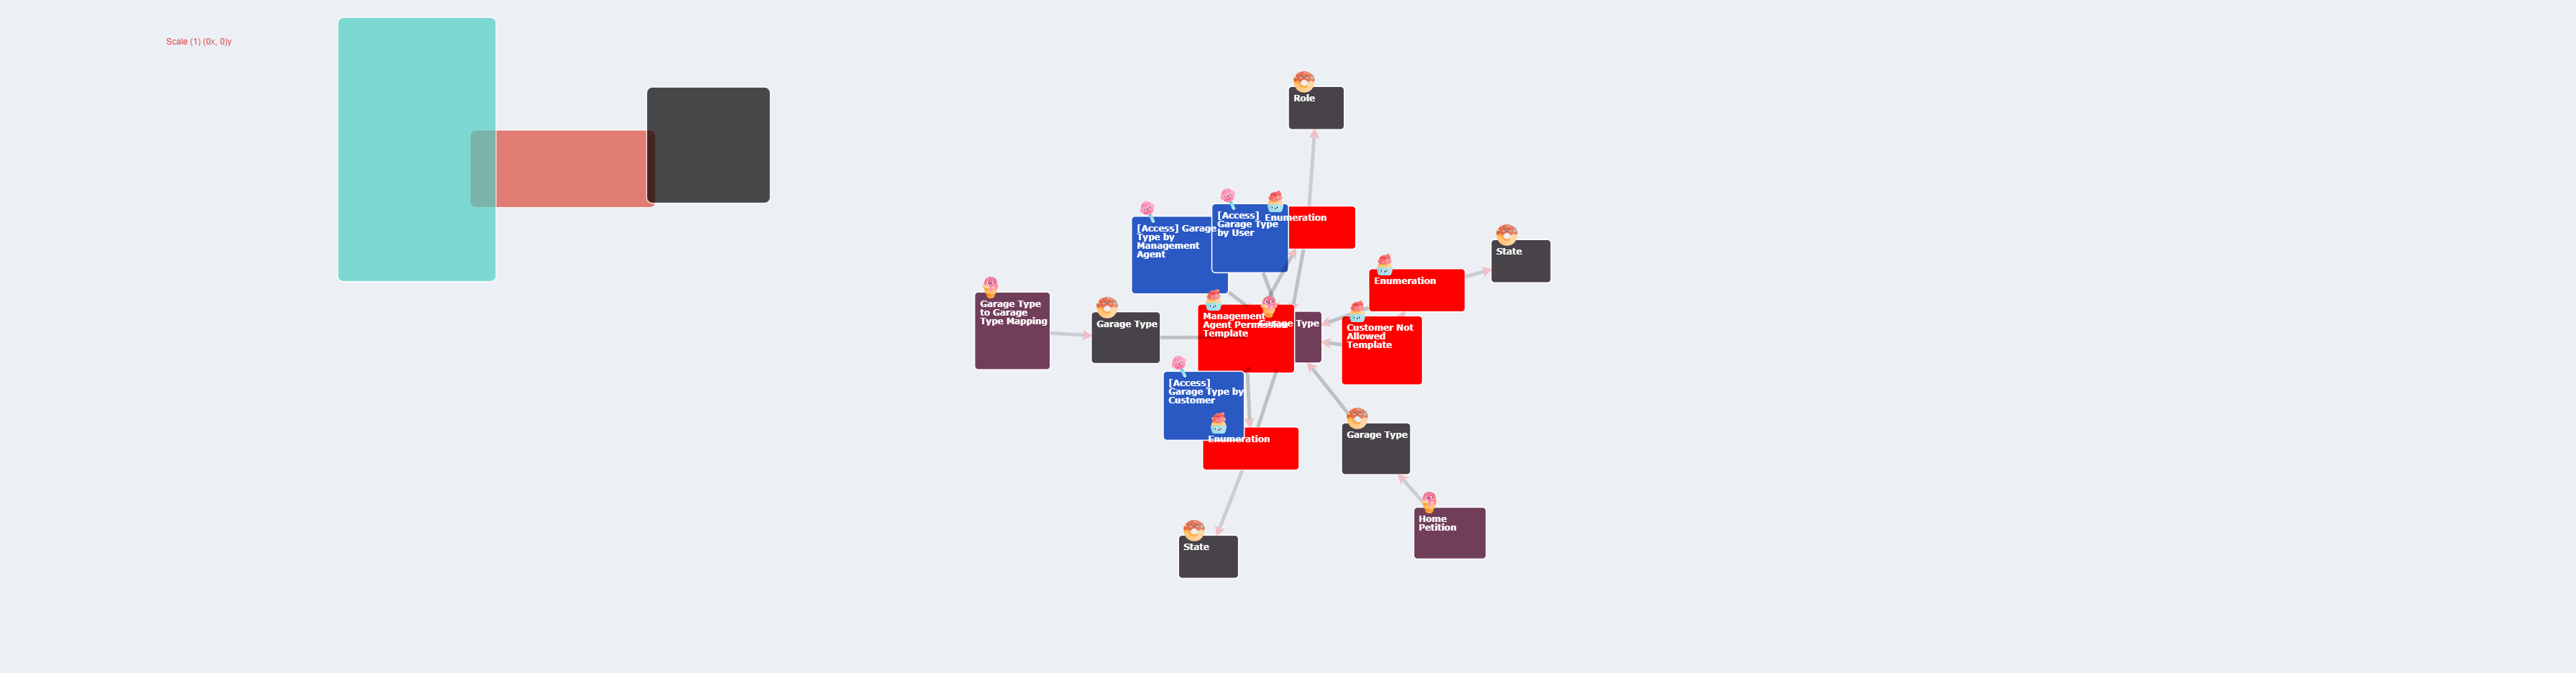 Scale (1) (0x, 0)y
Role
[Access] Garage
Type by
Management
Agent
[Access]
Garage Type
by User
Enumeration
State
Enumeration
Garage Type
to Garage
Type Mapping
Garage Type
Management
Agent Permission
Template
Garage Type
Customer Not
Allowed
Template
[Access]
Garage Type by
Customer
Enumeration
Garage Type
Home
Petition
State